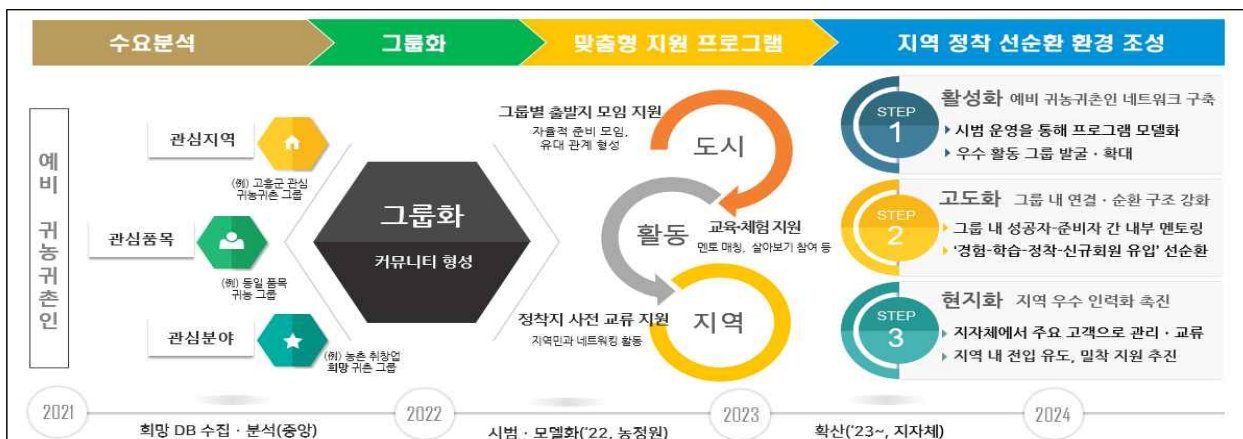 수요분석
그룹화
맞춤형 지원 프로그램
지역 정착 선순환 환경 조성
예비 귀농귀촌인
관심지역
(例) 고흥군 관심
귀농귀촌 그룹
관심품목
(例) 동일 품목
귀농 그룹
관심분야
(例) 농촌 취창업
희망 귀촌 그룹
그룹화
커뮤니티 형성
그룹별 출발지 모임 지원
자율적 준비 모임,
유대 관계 형성
도시
활동
교육·체험 지원
멘토 매칭, 살아보기 참여 등
정착지 사전 교류 지원
지역민과 네트워킹 활동
지역
STEP
1
활성화 예비 귀농귀촌인 네트워크 구축
시범 운영을 통해 프로그램 모델화
우수 활동 그룹 발굴·확대
STEP
2
고도화 그룹 내 연결·순환 구조 강화
그룹 내 성공자-준비자 간 내부 멘토링
‘경험-학습-정착-신규회원 유입’ 선순환
STEP
3
현지화 지역 우수 인력화 촉진
지자체에서 주요 고객으로 관리·교류
지역 내 전입 유도, 밀착 지원 추진
2021
희망 DB 수집·분석(중앙)
2022
시범·모델화(’22, 농정원)
2023
확산(’23~, 지자체)
2024